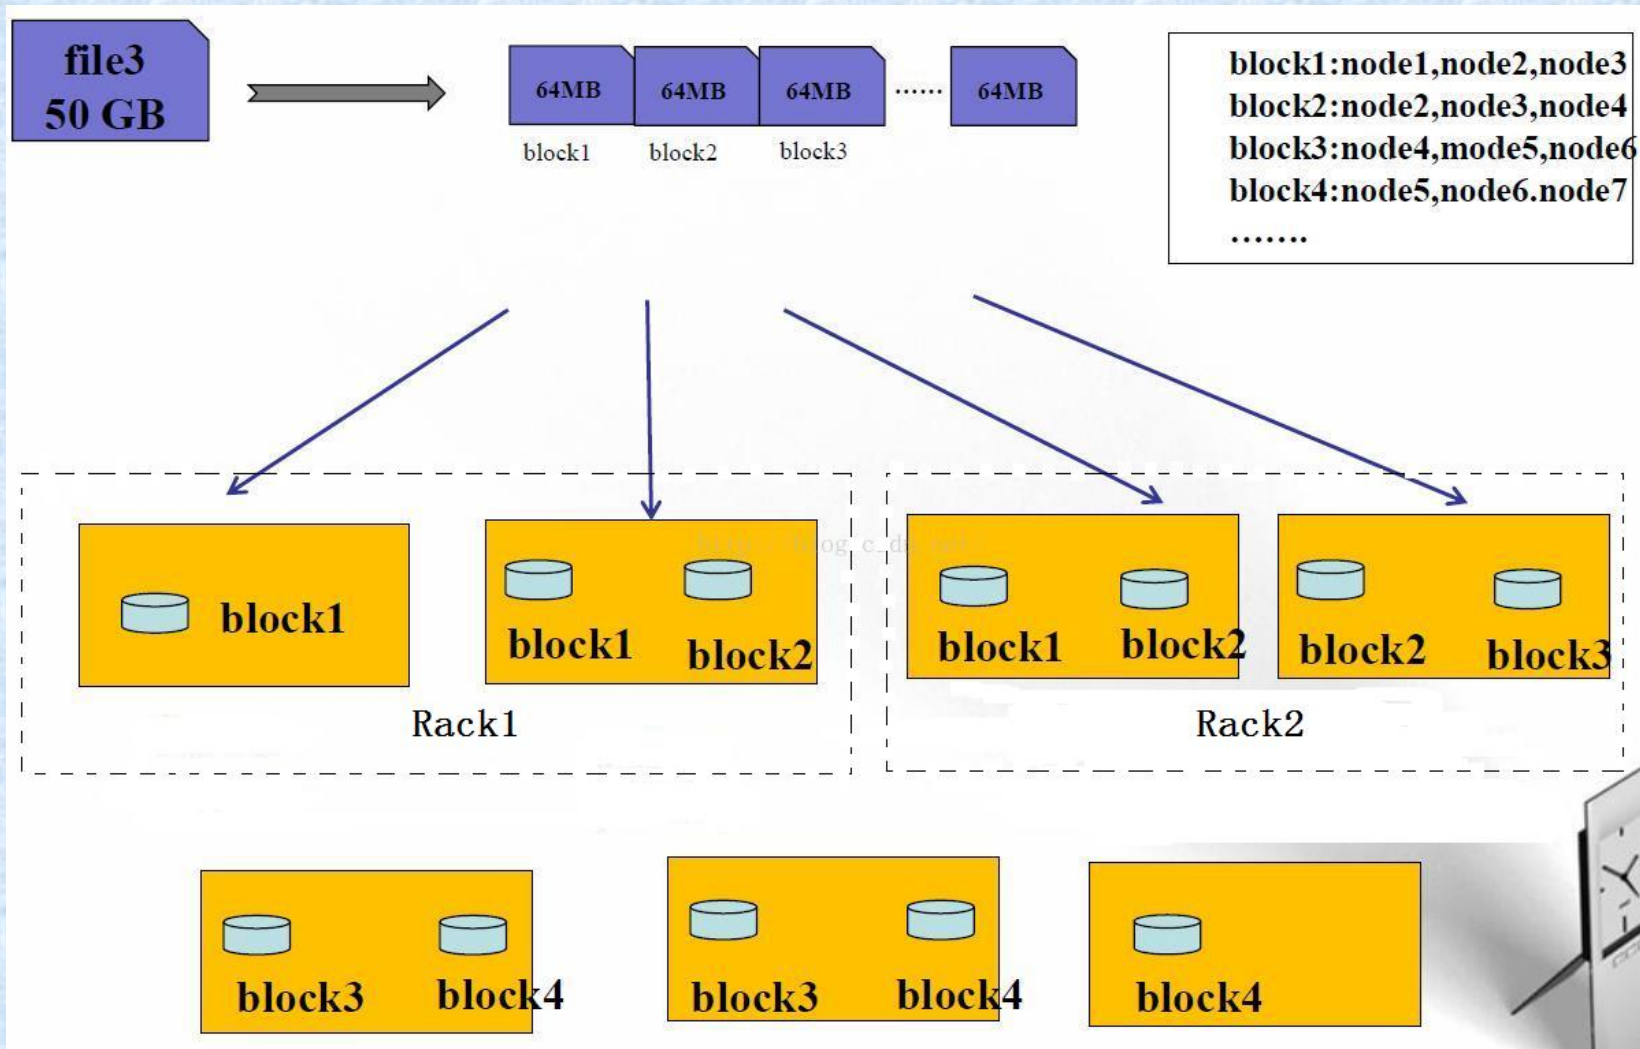 file3
50 GB
64MB
64MB
64MB
......
64MB
block1
block2
block3
block1:node1,node2,node3
block2:node2,node3,node4
block3:node4,mode5,node6
block4:node5,node6.node7
.......
block1
block1
block2
block1
block2
block2
block3
Rack1
Rack2
block3
block4
block3
block4
block4